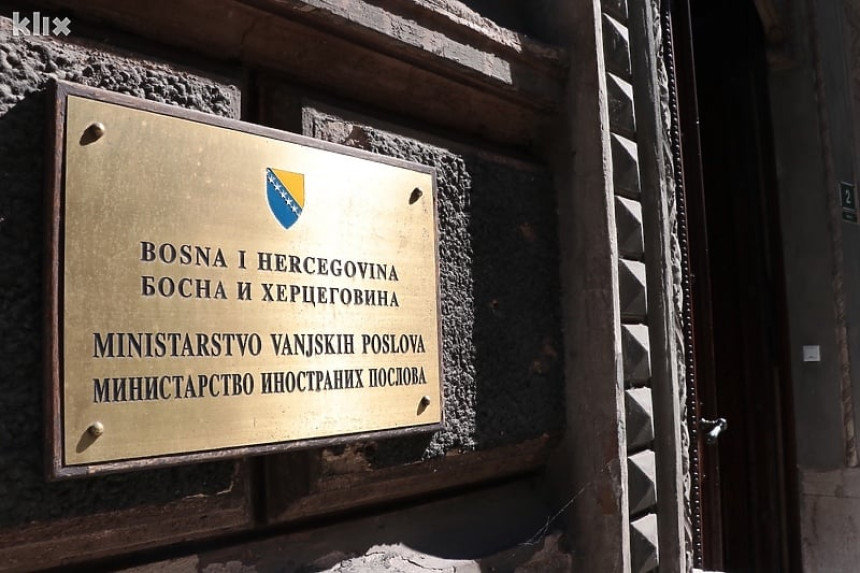 klix
BOSNA I HERCEGOVINA
БОСНА И ХЕРЦЕГОВИНА
MINISTARSTVO VANJSKIH POSLOVA
МИНИСТАРСТВО ИНОСТРАНИХ ПОСЛОВА
2